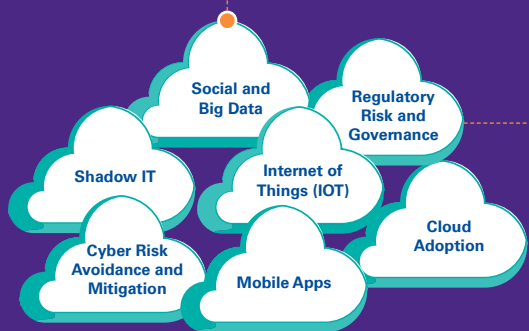 Social and
Big Data
Regulatory
Risk and
Governance
Shadow IT
Internet of
Things (IOT)
Cloud
Adoption
Cyber Risk
Avoidance and
Mitigation
Mobile Apps